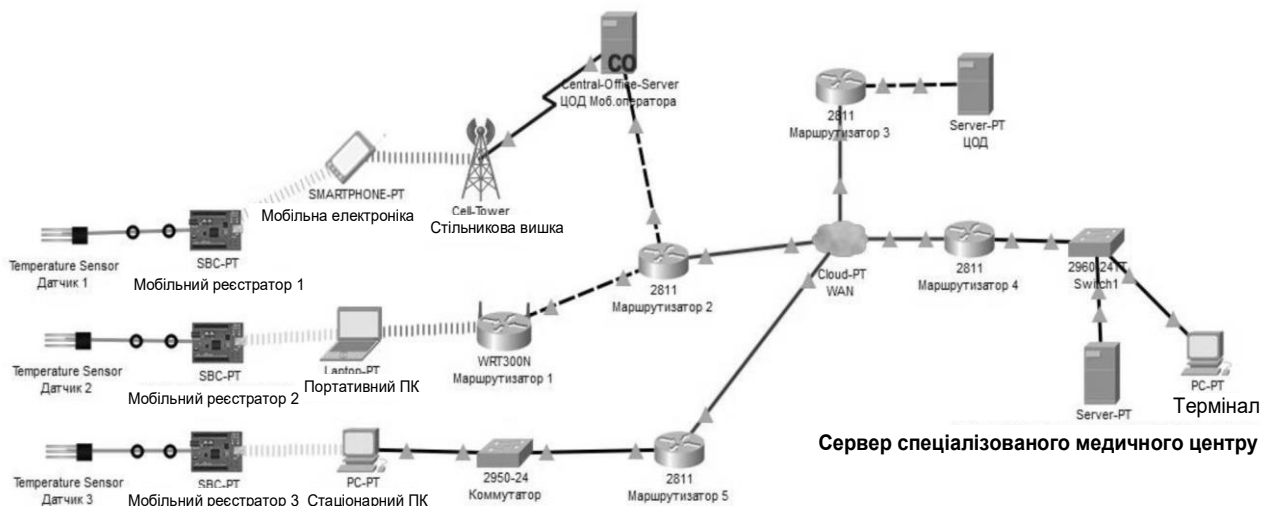 CO
Central-Office-Server
ЦОД Моб.оператора
2811
Маршрутизатор 3
Server-PT
ЦОД
SMARTPHONE-PT
Мобільна електроніка
Cell-Tower
Стільникова вишка
Temperature Sensor
Датчик 1
SBC-PT
Мобільний реєстратор 1
2811
Маршрутизатор 2
Cloud-PT
WAN
2811
Маршрутизатор 4
2960-24TT
Switch1
Temperature Sensor
Датчик 2
SBC-PT
Мобільний реєстратор 2
Laptop-PT
Портативний ПК
WRT300N
Маршрутизатор 1
Server-PT
PC-PT
Термінал
Сервер спеціалізованого медичного центру
Temperature Sensor
Датчик 3
SBC-PT
Мобільний реєстратор 3
PC-PT
Стаціонарний ПК
2950-24
Коммутатор
2811
Маршрутизатор 5